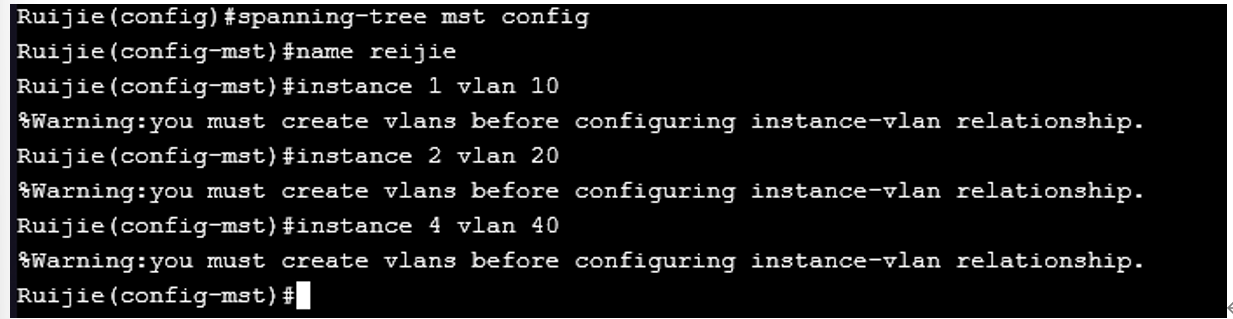 Ruijie(config)#spanning-tree mst config
Ruijie(config-mst)#name reijie
Ruijie(config-mst)#instance 1 vlan 10
%Warning:you must create vlans before configuring instance-vlan relationship.
Ruijie(config-mst)#instance 2 vlan 20
%Warning:you must create vlans before configuring instance-vlan relationship.
Ruijie(config-mst)#instance 4 vlan 40
%Warning:you must create vlans before configuring instance-vlan relationship.
Ruijie(config-mst)#